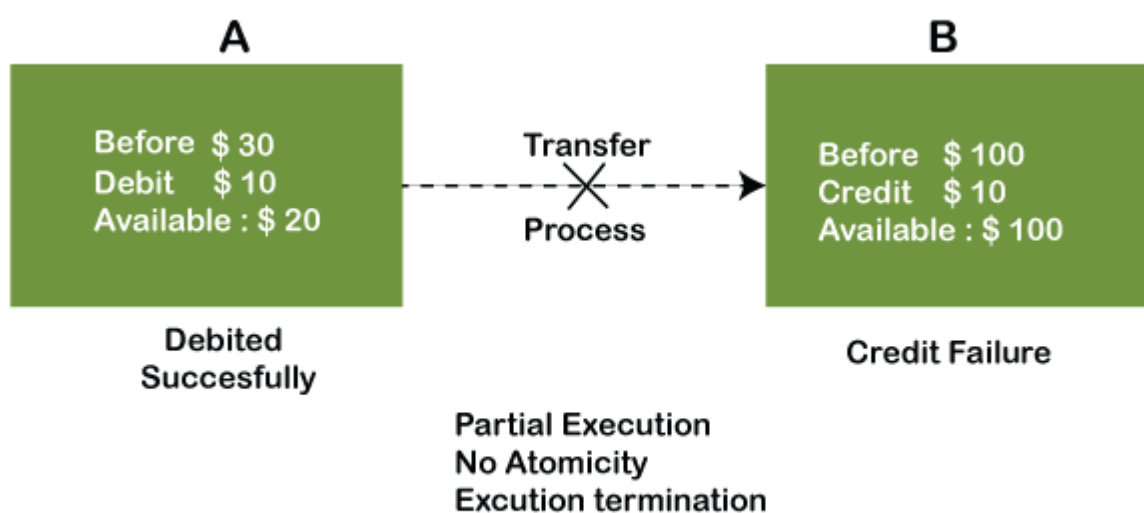 A
B
Before $ 30
Debit $ 10
Available : $ 20
Transfer
Process
Before $ 100
Credit $ 10
Available : $ 100
Debited
Succesfully
Credit Failure
Partial Execution
No Atomicity
Excution termination